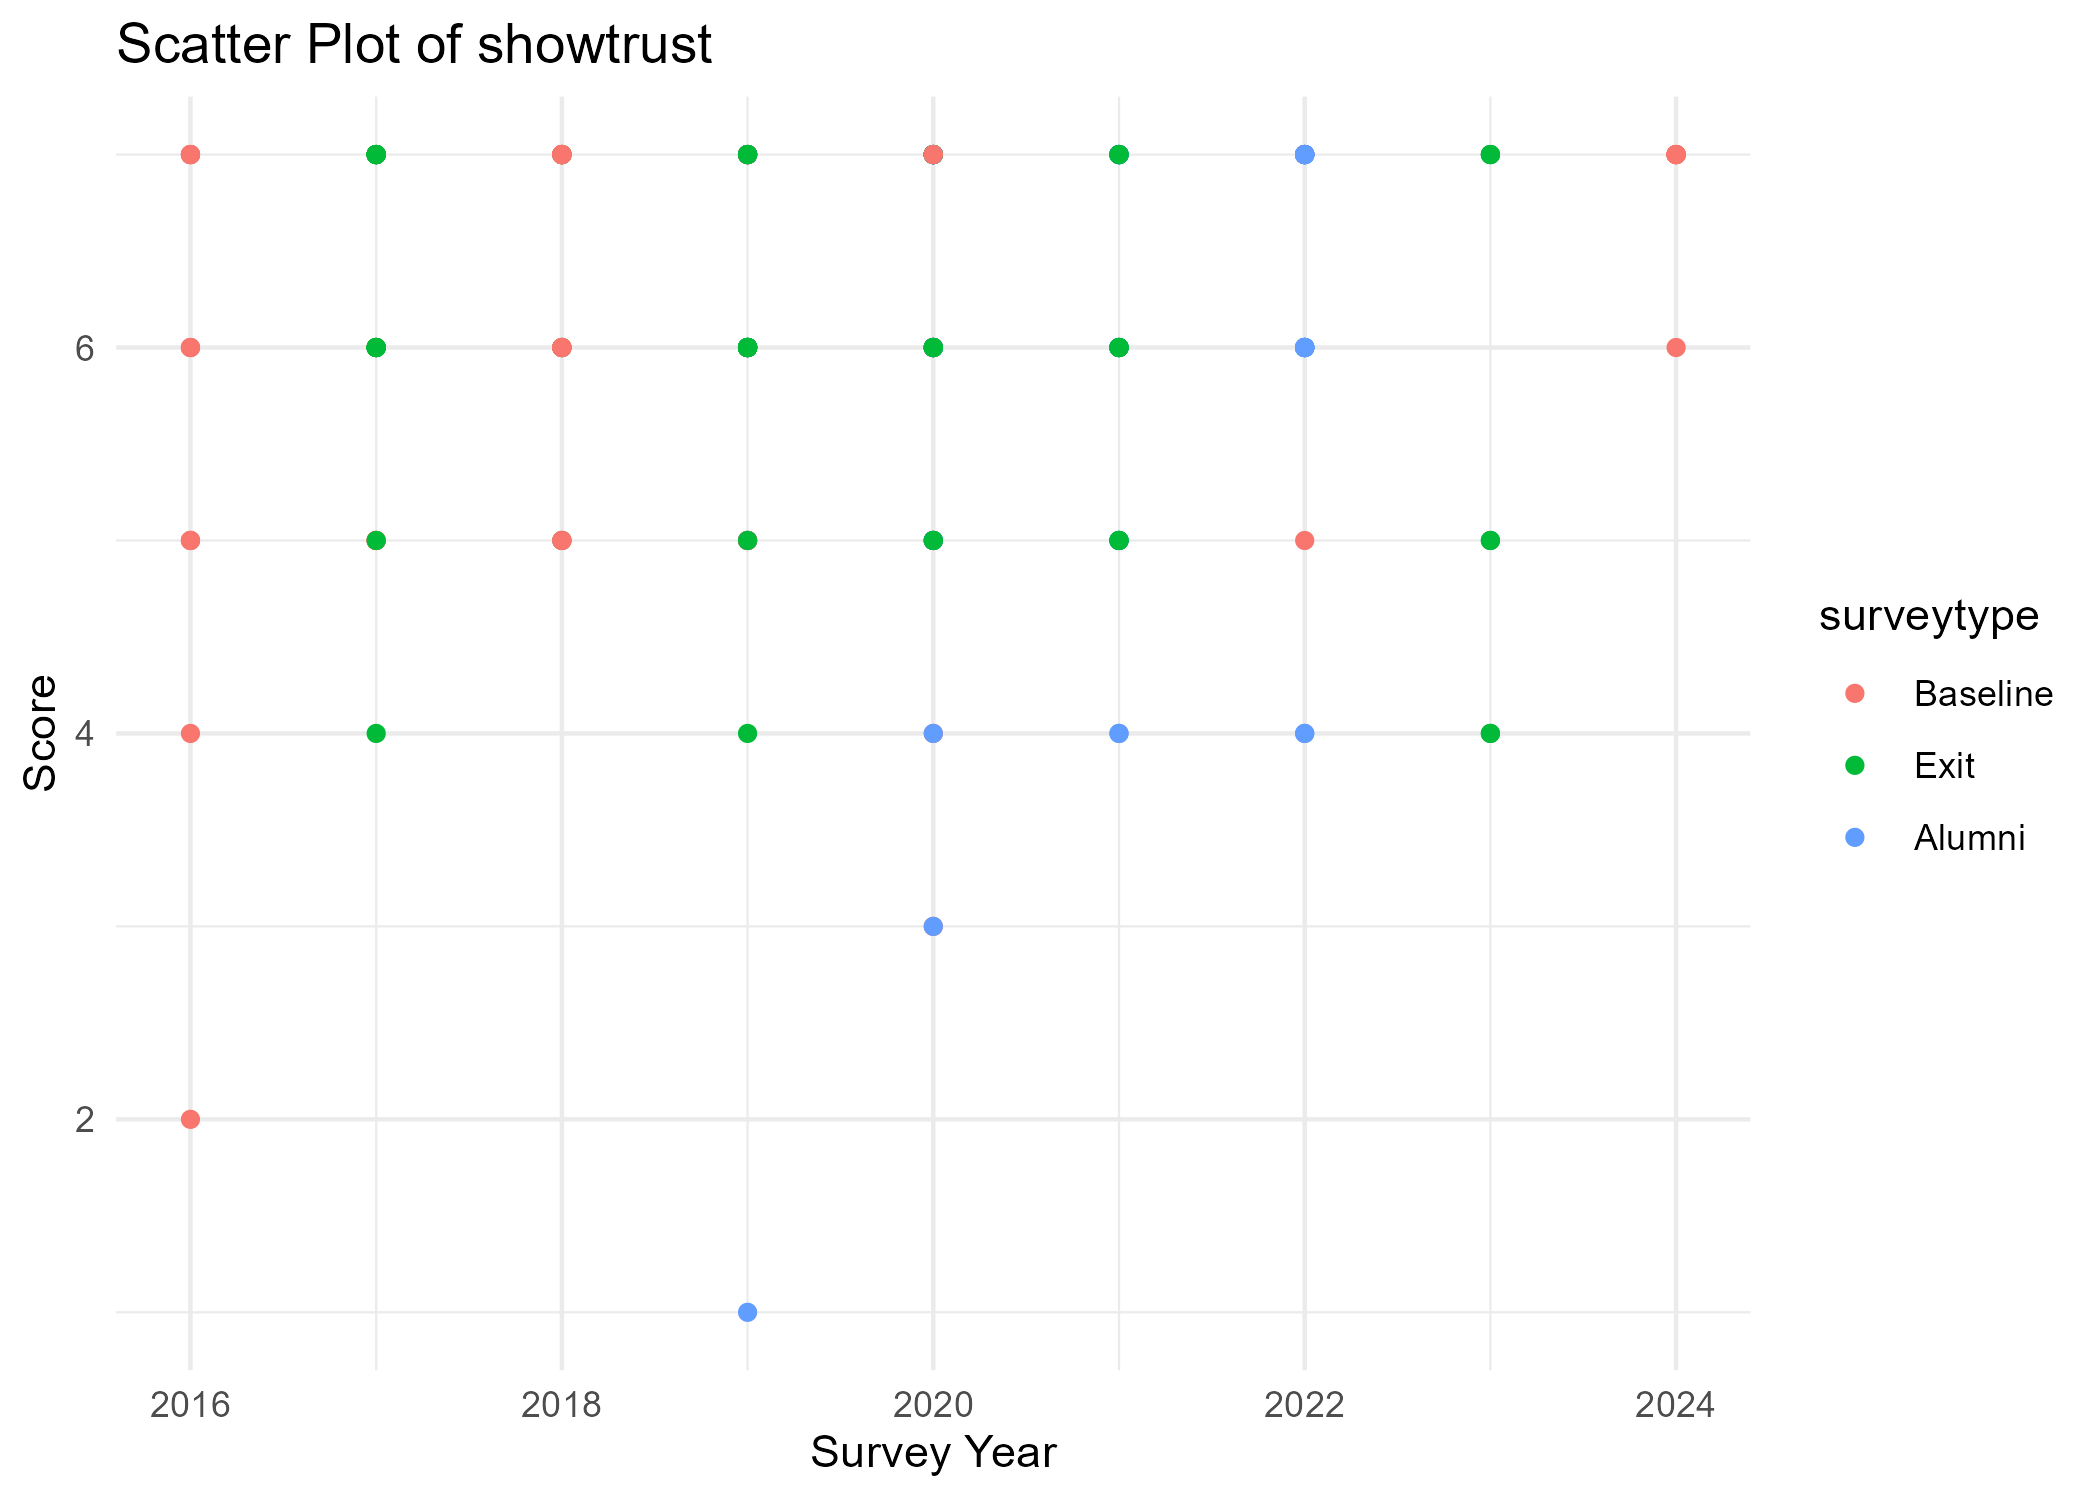 Scatter Plot of showtrust
6
4
2
Score
2016 2018 2020 2022 2024
Survey Year
surveytype
Baseline
Exit
Alumni